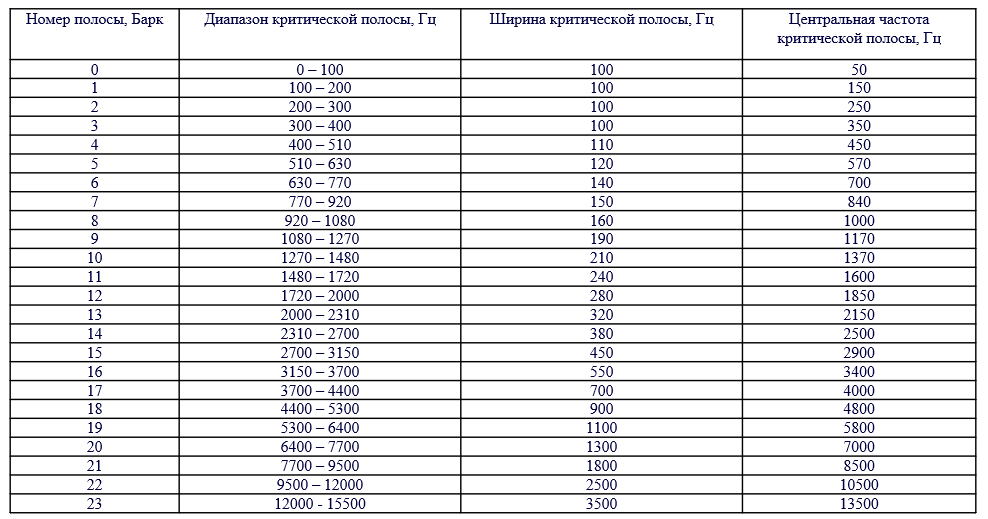 Номер полосы, Барк Диапазон критической полосы, Гц Ширина критической полосы, Гц Центральная частота
критической полосы, Гц
0 0 – 100 100 50
1 100 – 200 100 150
2 200 – 300 100 250
3 300 – 400 100 350
4 400 – 510 110 450
5 510 – 630 120 570
6 630 – 770 140 700
7 770 – 920 150 840
8 920 – 1080 160 1000
9 1080 – 1270 190 1170
10 1270 – 1480 210 1370
11 1480 – 1720 240 1600
12 1720 – 2000 280 1850
13 2000 – 2310 320 2150
14 2310 – 2700 380 2500
15 2700 – 3150 450 2900
16 3150 – 3700 550 3400
17 3700 – 4400 700 4000
18 4400 – 5300 900 4800
19 5300 – 6400 1100 5800
20 6400 – 7700 1300 7000
21 7700 – 9500 1800 8500
22 9500 – 12000 2500 10500
23 12000 - 15500 3500 13500